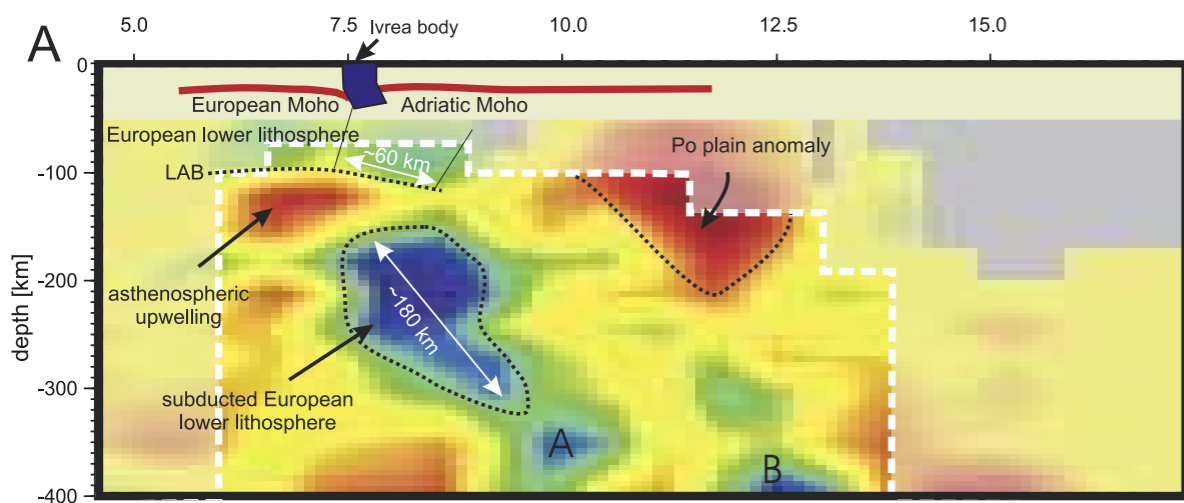 A
5.0 7.5 10.0 12.5 15.0
Ivrea body
0
European Moho Adriatic Moho
European lower lithosphere
~60 km
Po plain anomaly
LAB
-100
-200
-300
-400
depth [km]
asthenospheric
upwelling
~180 km
subducted European
lower lithosphere
A
B